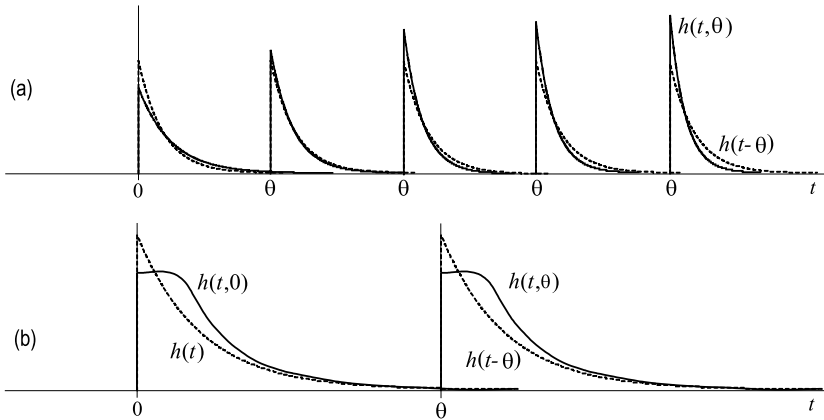 h(t,θ)
(a)
h(t-θ)
0 θ θ θ θ t
h(t,0) h(t,θ)
(b)
h(t) h(t-θ)
0 θ t